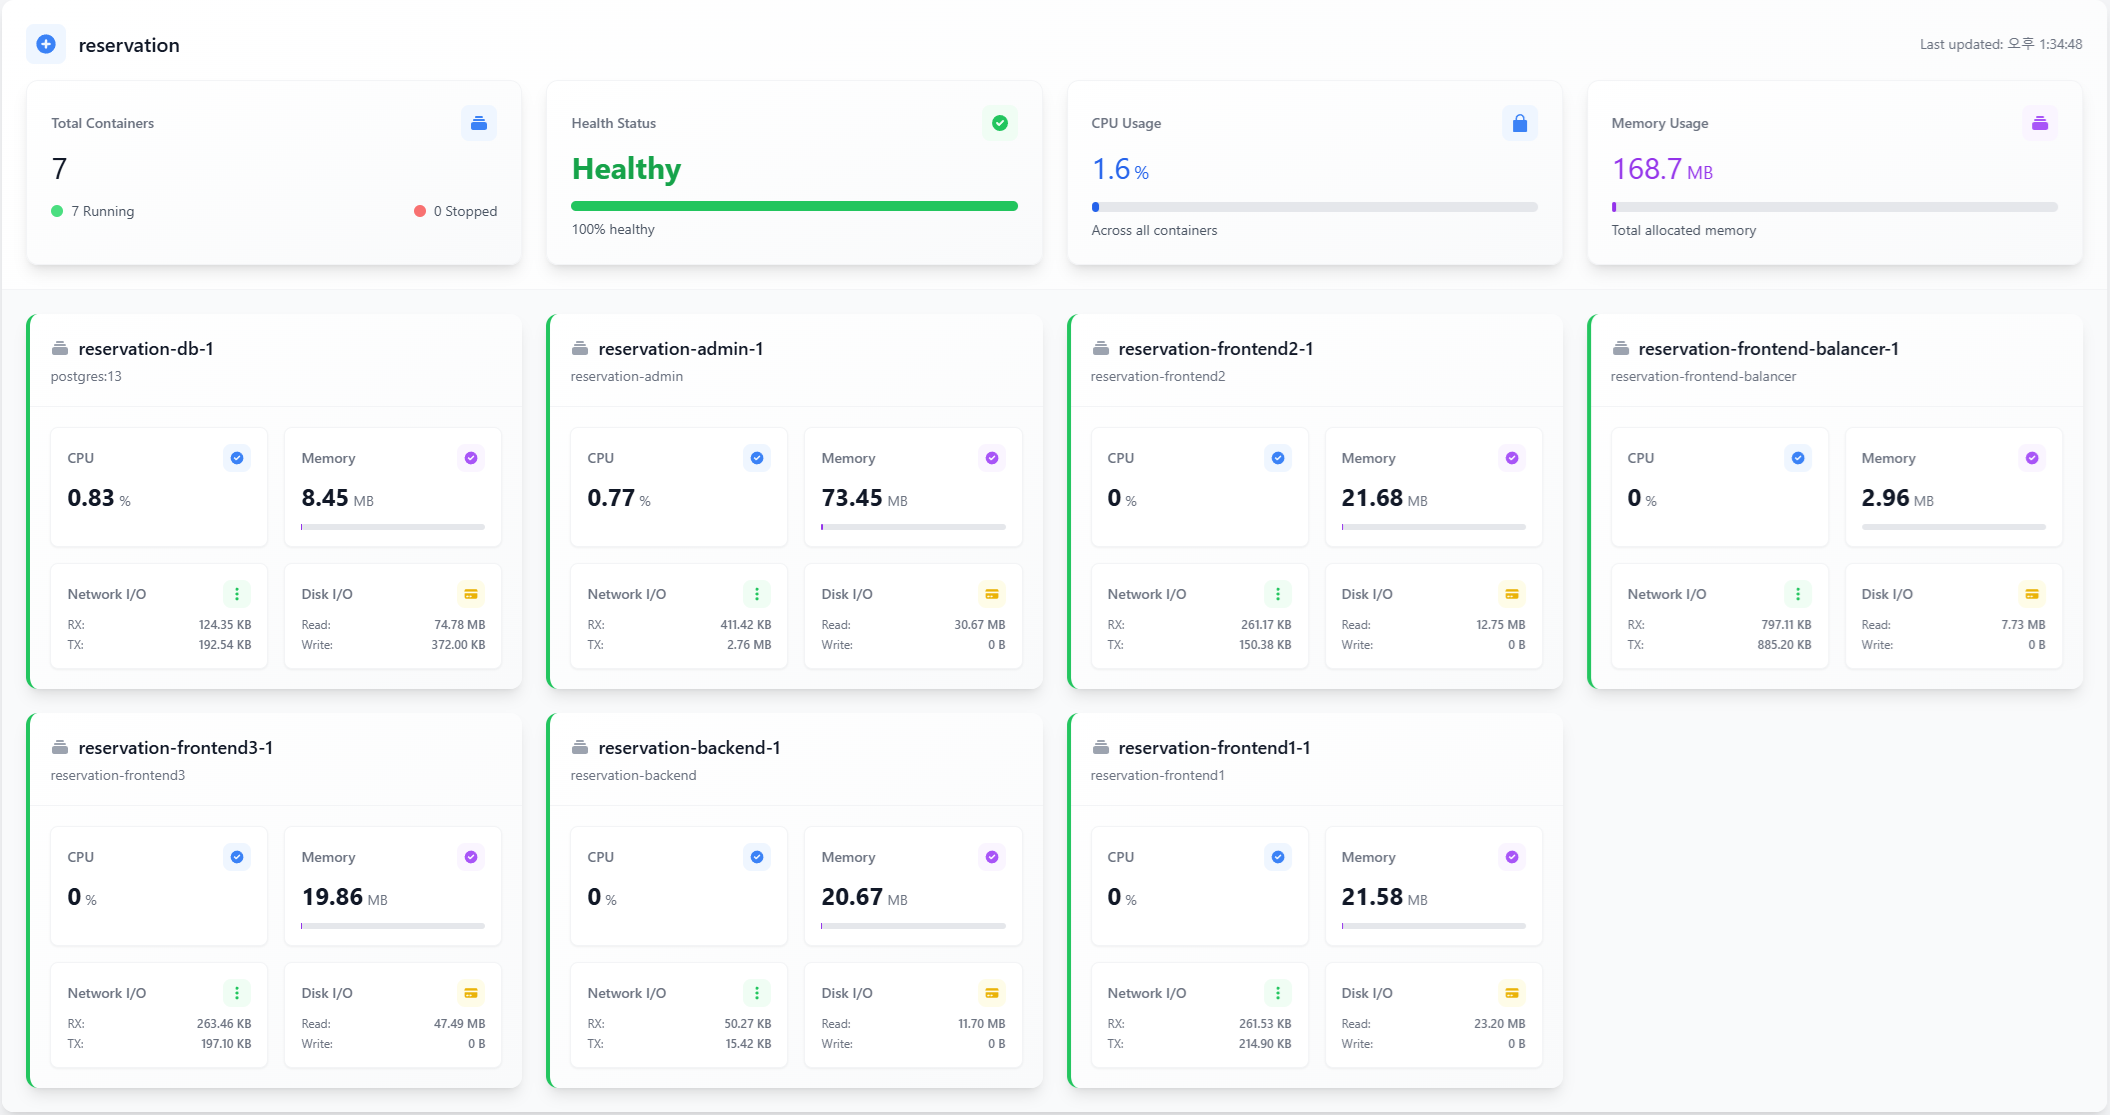 reservation
Last updated: 오후 1:34:48
Total Containers
7
7 Running
0 Stopped
Health Status
Healthy
100% healthy
CPU Usage
1.6 %
Across all containers
Memory Usage
168.7 MB
Total allocated memory
reservation-db-1
postgres:13
CPU
0.83 %
Memory
8.45 MB
Network I/O
RX: 124.35 KB
TX: 192.54 KB
Disk I/O
Read: 74.78 MB
Write: 372.00 KB
reservation-admin-1
reservation-admin
CPU
0.77 %
Memory
73.45 MB
Network I/O
RX: 411.42 KB
TX: 2.76 MB
Disk I/O
Read: 30.67 MB
Write: 0 B
reservation-frontend2-1
reservation-frontend2
CPU
0 %
Memory
21.68 MB
Network I/O
RX: 261.17 KB
TX: 150.38 KB
Disk I/O
Read: 12.75 MB
Write: 0 B
reservation-frontend-balancer-1
reservation-frontend-balancer
CPU
0 %
Memory
2.96 MB
Network I/O
RX: 797.11 KB
TX: 885.20 KB
Disk I/O
Read: 7.73 MB
Write: 0 B
reservation-frontend3-1
reservation-frontend3
CPU
0 %
Memory
19.86 MB
Network I/O
RX: 263.46 KB
TX: 197.10 KB
Disk I/O
Read: 47.49 MB
Write: 0 B
reservation-backend-1
reservation-backend
CPU
0 %
Memory
20.67 MB
Network I/O
RX: 50.27 KB
TX: 15.42 KB
Disk I/O
Read: 11.70 MB
Write: 0 B
reservation-frontend1-1
reservation-frontend1
CPU
0 %
Memory
21.58 MB
Network I/O
RX: 261.53 KB
TX: 214.90 KB
Disk I/O
Read: 23.20 MB
Write: 0 B